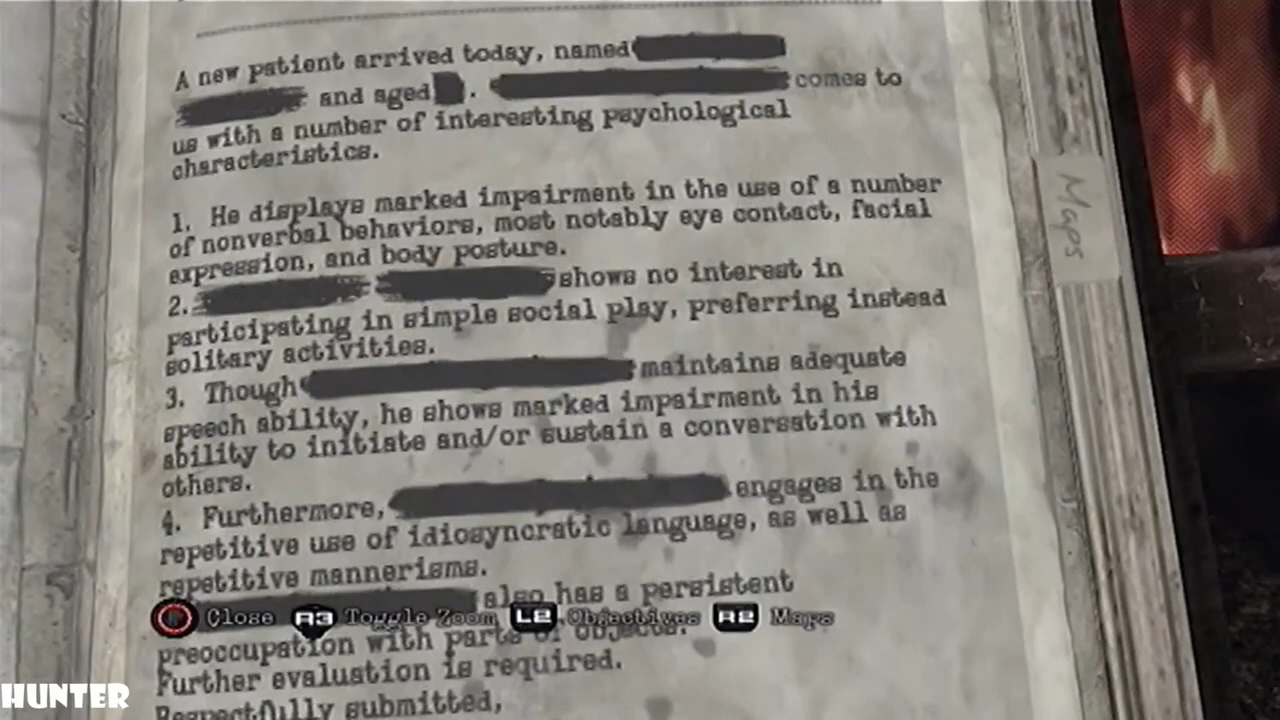 A new patient arrived today, named
and aged . comes to
us with a number of interesting psychological
characteristics.
1. He displays marked impairment in the use of a number
of nonverbal behaviors, most notably eye contact, facial
expression, and body posture.
2. shows no interest in
participating in simple social play, preferring instead
solitary activities.
3. Though maintains adequate
speech ability, he shows marked impairment in his
ability to initiate and/or sustain a conversation with
others.
4. Furthermore, engages in the
repetitive use of idiosyncratic language, as well as
repetitive mannerisms.
also has a persistent
preoccupation with parts of objects.
Further evaluation is required.
Respectfully submitted,
Maps
Close R3 Toggle Zoom L2 Objectives R2 Maps
HUNTER